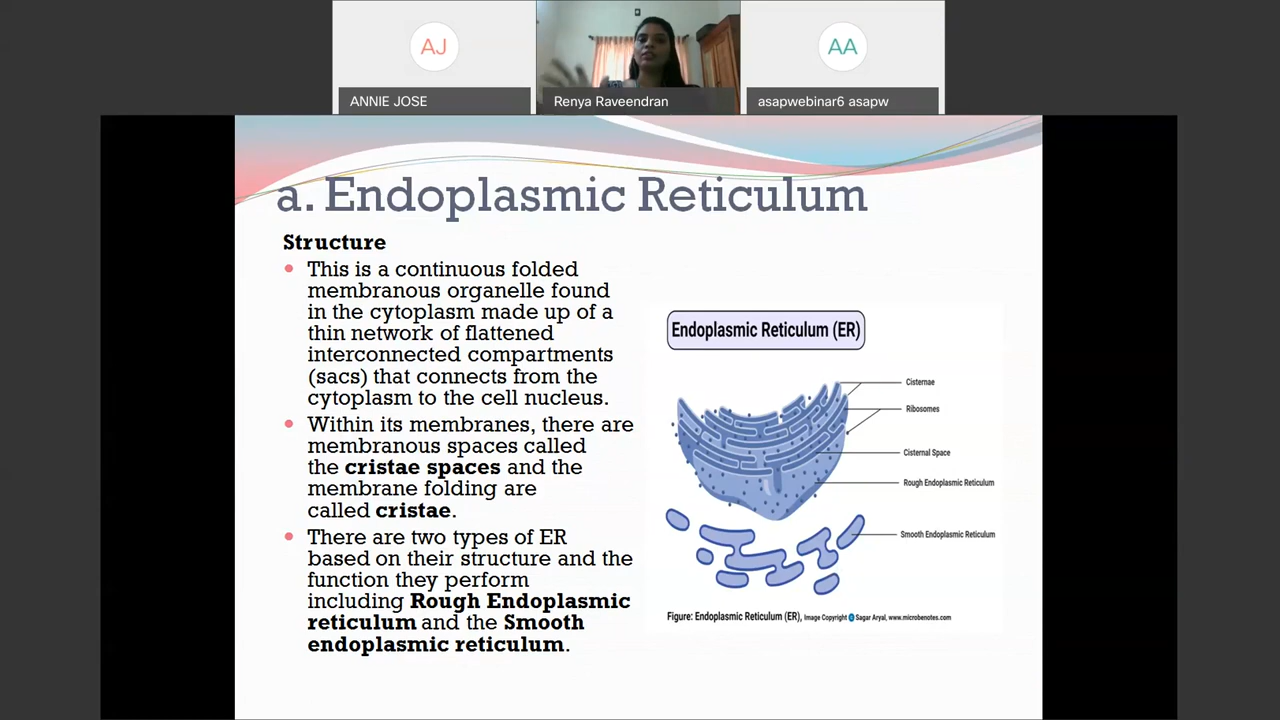 AJ
AA
ANNIE JOSE
Renya Raveendran
asapwebinar6 asapw
a. Endoplasmic Reticulum
Structure
• This is a continuous folded
membranous organelle found
in the cytoplasm made up of a
thin network of flattened
interconnected compartments
(sacs) that connects from the
cytoplasm to the cell nucleus.
• Within its membranes, there are
membranous spaces called
the cristae spaces and the
membrane folding are
called cristae.
• There are two types of ER
based on their structure and the
function they perform
including Rough Endoplasmic
reticulum and the Smooth
endoplasmic reticulum.
Endoplasmic Reticulum (ER)
Cisternae
Ribosomes
Cisternal Space
Rough Endoplasmic Reticulum
Smooth Endoplasmic Reticulum
Figure: Endoplasmic Reticulum (ER), Image Copyright Sagar Aryal, www.microbenotes.com